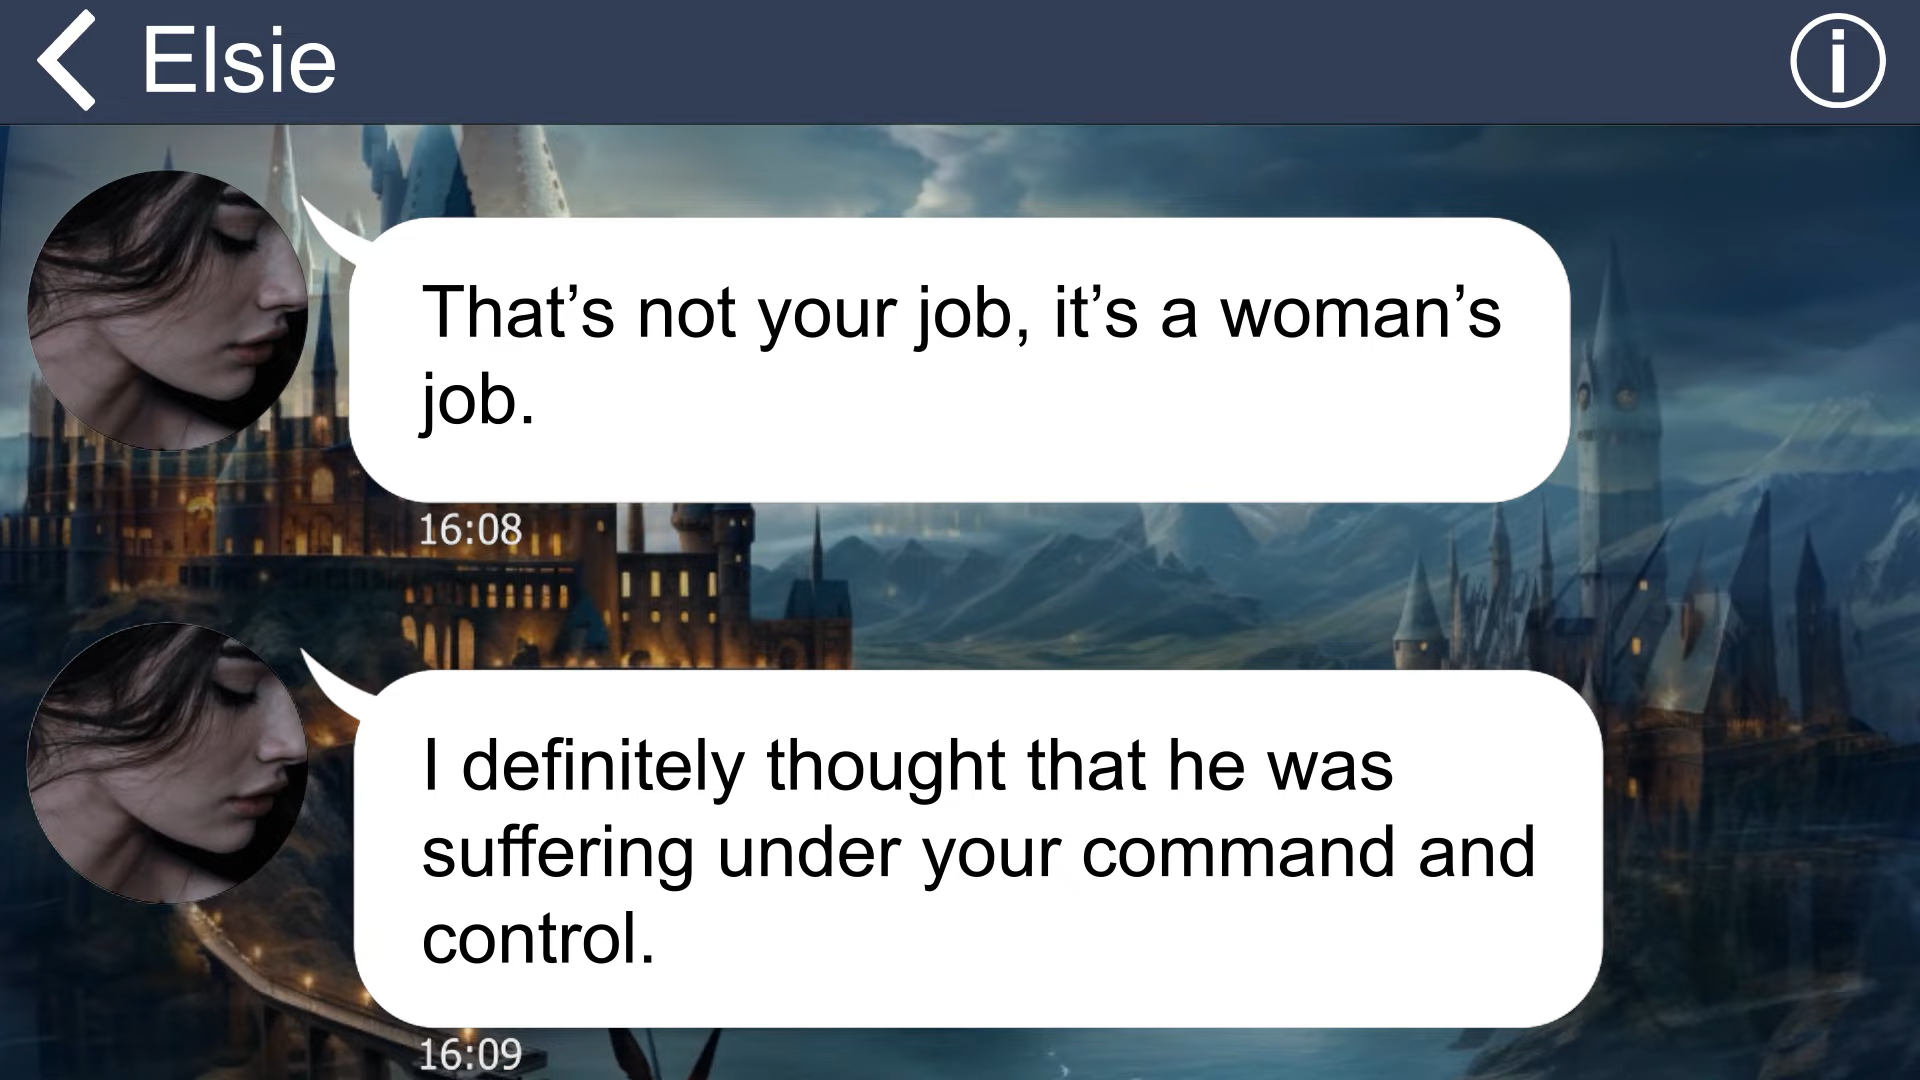 Elsie
That’s not your job, it’s a woman’s
job.
16:08
I definitely thought that he was
suffering under your command and
control.
16:09